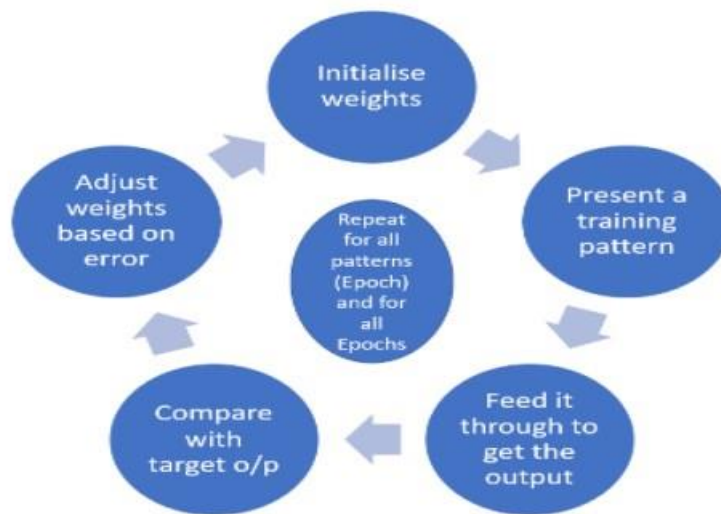 Initialise
weights
Present a
training
pattern
Feed it
through to
get the
output
Compare
with
target o/p
Adjust
weights
based on
error
Repeat
for all
patterns
(Epoch)
and for
all
Epochs